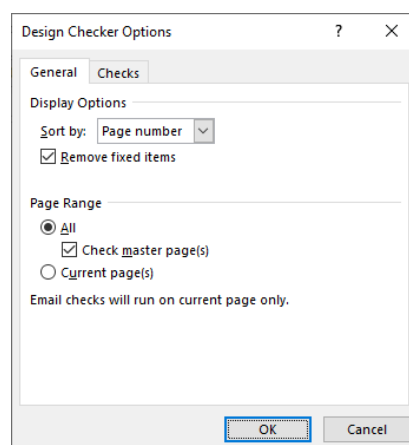 Design Checker Options ?
General Checks
Display Options
Sort by: Page number
Remove fixed items
Page Range
All
Check master page(s)
Current page(s)
Email checks will run on current page only.
OK Cancel